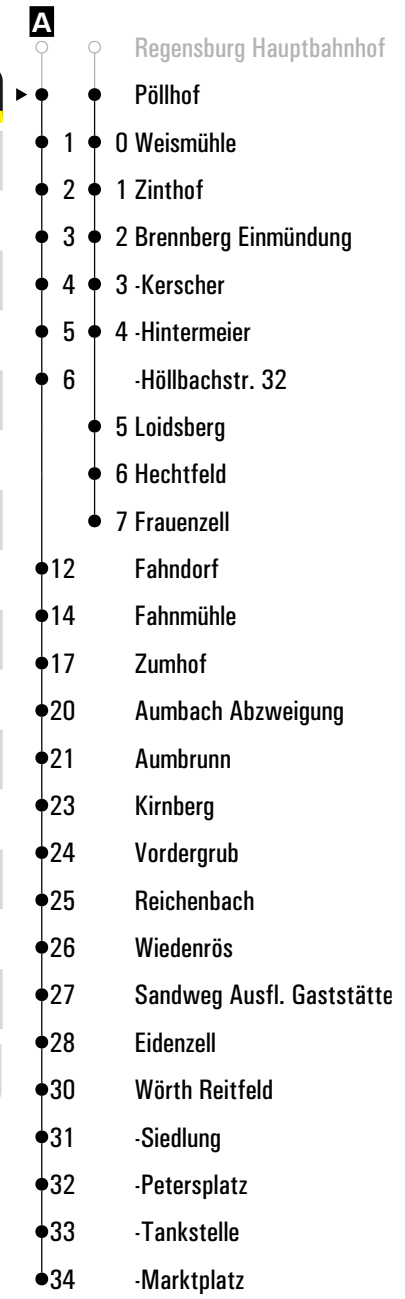 A
Regensburg Hauptbahnhof
Pöllhof
1 0 Weismühle
2 1 Zinthof
3 2 Brennberg Einmündung
4 3 -Kerscher
5 4 -Hintermeier
6 -Höllbachstr. 32
5 Loidsberg
6 Hechtfeld
7 Frauenzell
12 Fahndorf
14 Fahnmühle
17 Zumhof
20 Aumbach Abzweigung
21 Aumbrunn
23 Kirnberg
24 Vordergrub
25 Reichenbach
26 Wiedenrös
27 Sandweg Ausfl. Gaststätte
28 Eidenzell
30 Wörth Reitfeld
31 -Siedlung
32 -Petersplatz
33 -Tankstelle
34 -Marktplatz